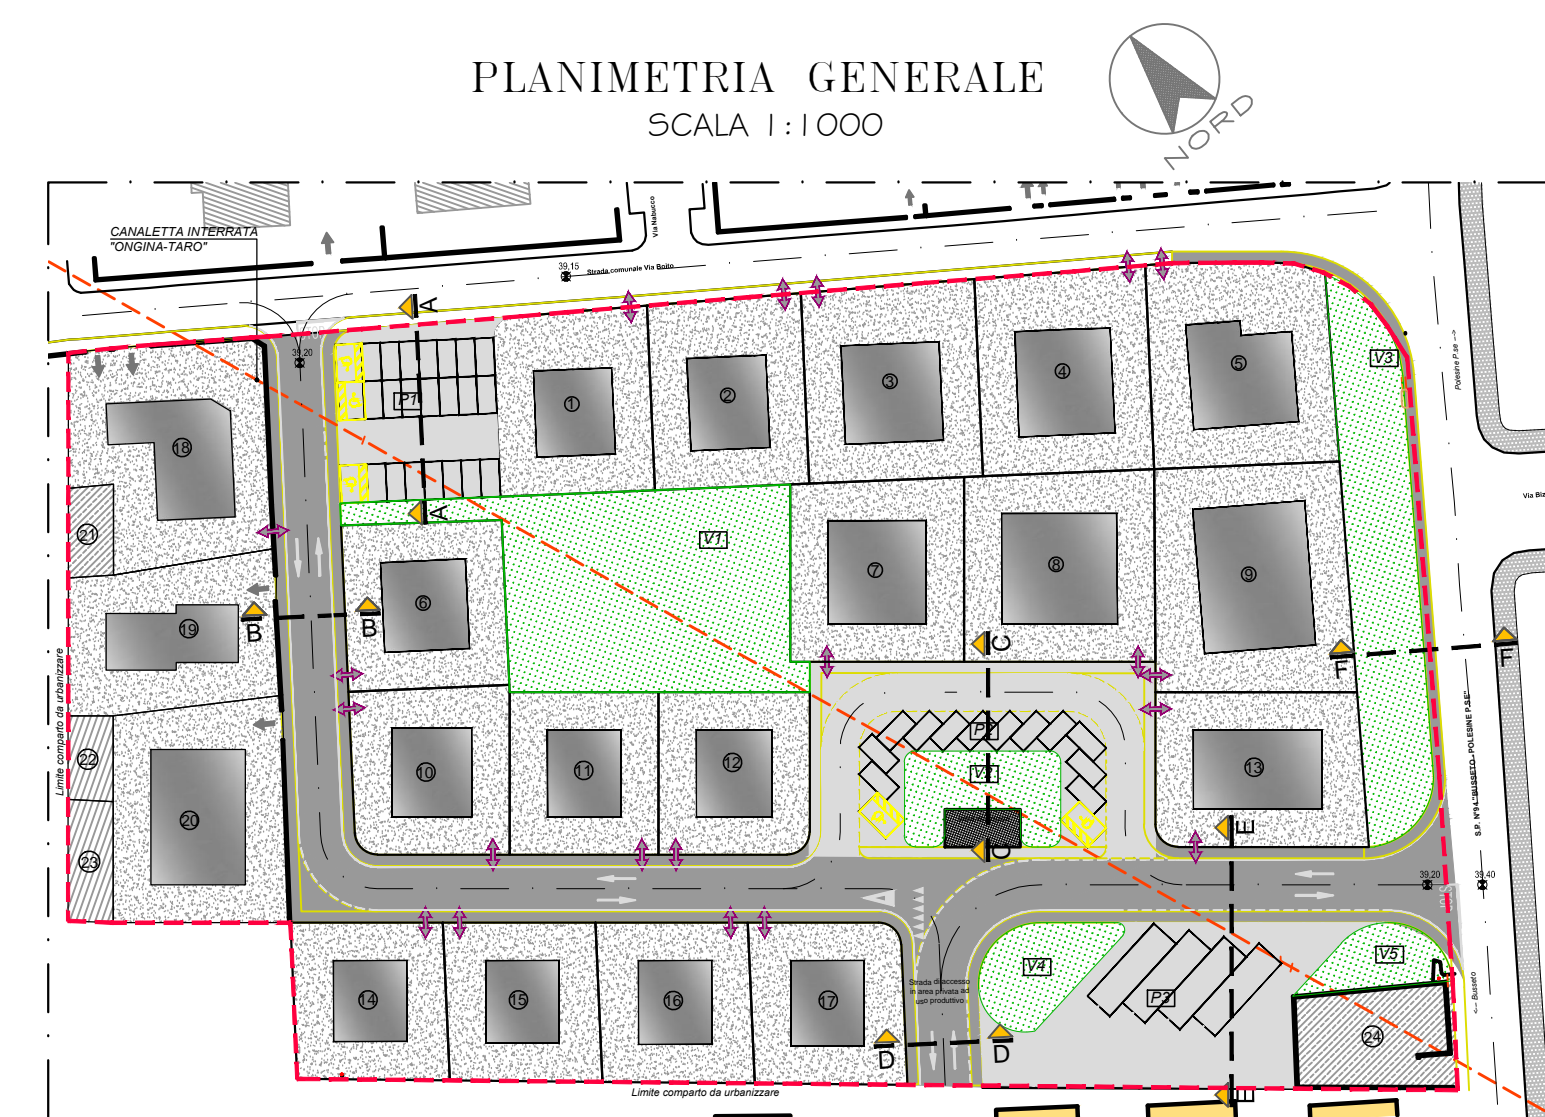 PLANIMETRIA GENERALE
SCALA 1:1000
NORD
CANALETTA INTERRATA
"ONGINA-TARO"
Via Nabucco
39,15
Strada comunale Via Boito
39,20
A
P1
1
2
3
4
5
V3
Polesine P.se -->
18
21
A
V1
Via Biz
6
7
8
9
19
B
B
C
F
F
Limite comparto da urbanizzare
S.P. N°94 "BUSSETO - POLESINE P.SE"
10
11
12
P2
V2
13
22
20
23
C
E
39,20
39,40
STOP
V4
V5
Strada di accesso
in area privata ad
uso produttivo
14
15
16
17
P3
<-- Busseto
24
D
D
Limite comparto da urbanizzare
E